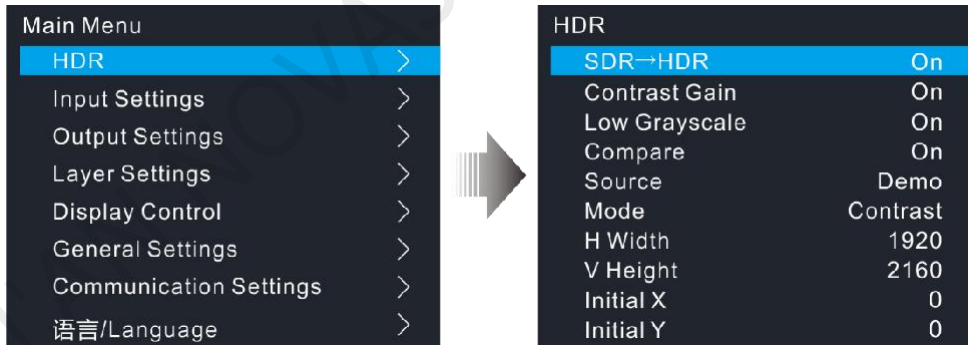 Main Menu
HDR >
Input Settings >
Output Settings >
Layer Settings >
Display Control >
General Settings >
Communication Settings >
语言/Language >
HDR
SDR→HDR On
Contrast Gain On
Low Grayscale On
Compare On
Source Demo
Mode Contrast
H Width 1920
V Height 2160
Initial X 0
Initial Y 0